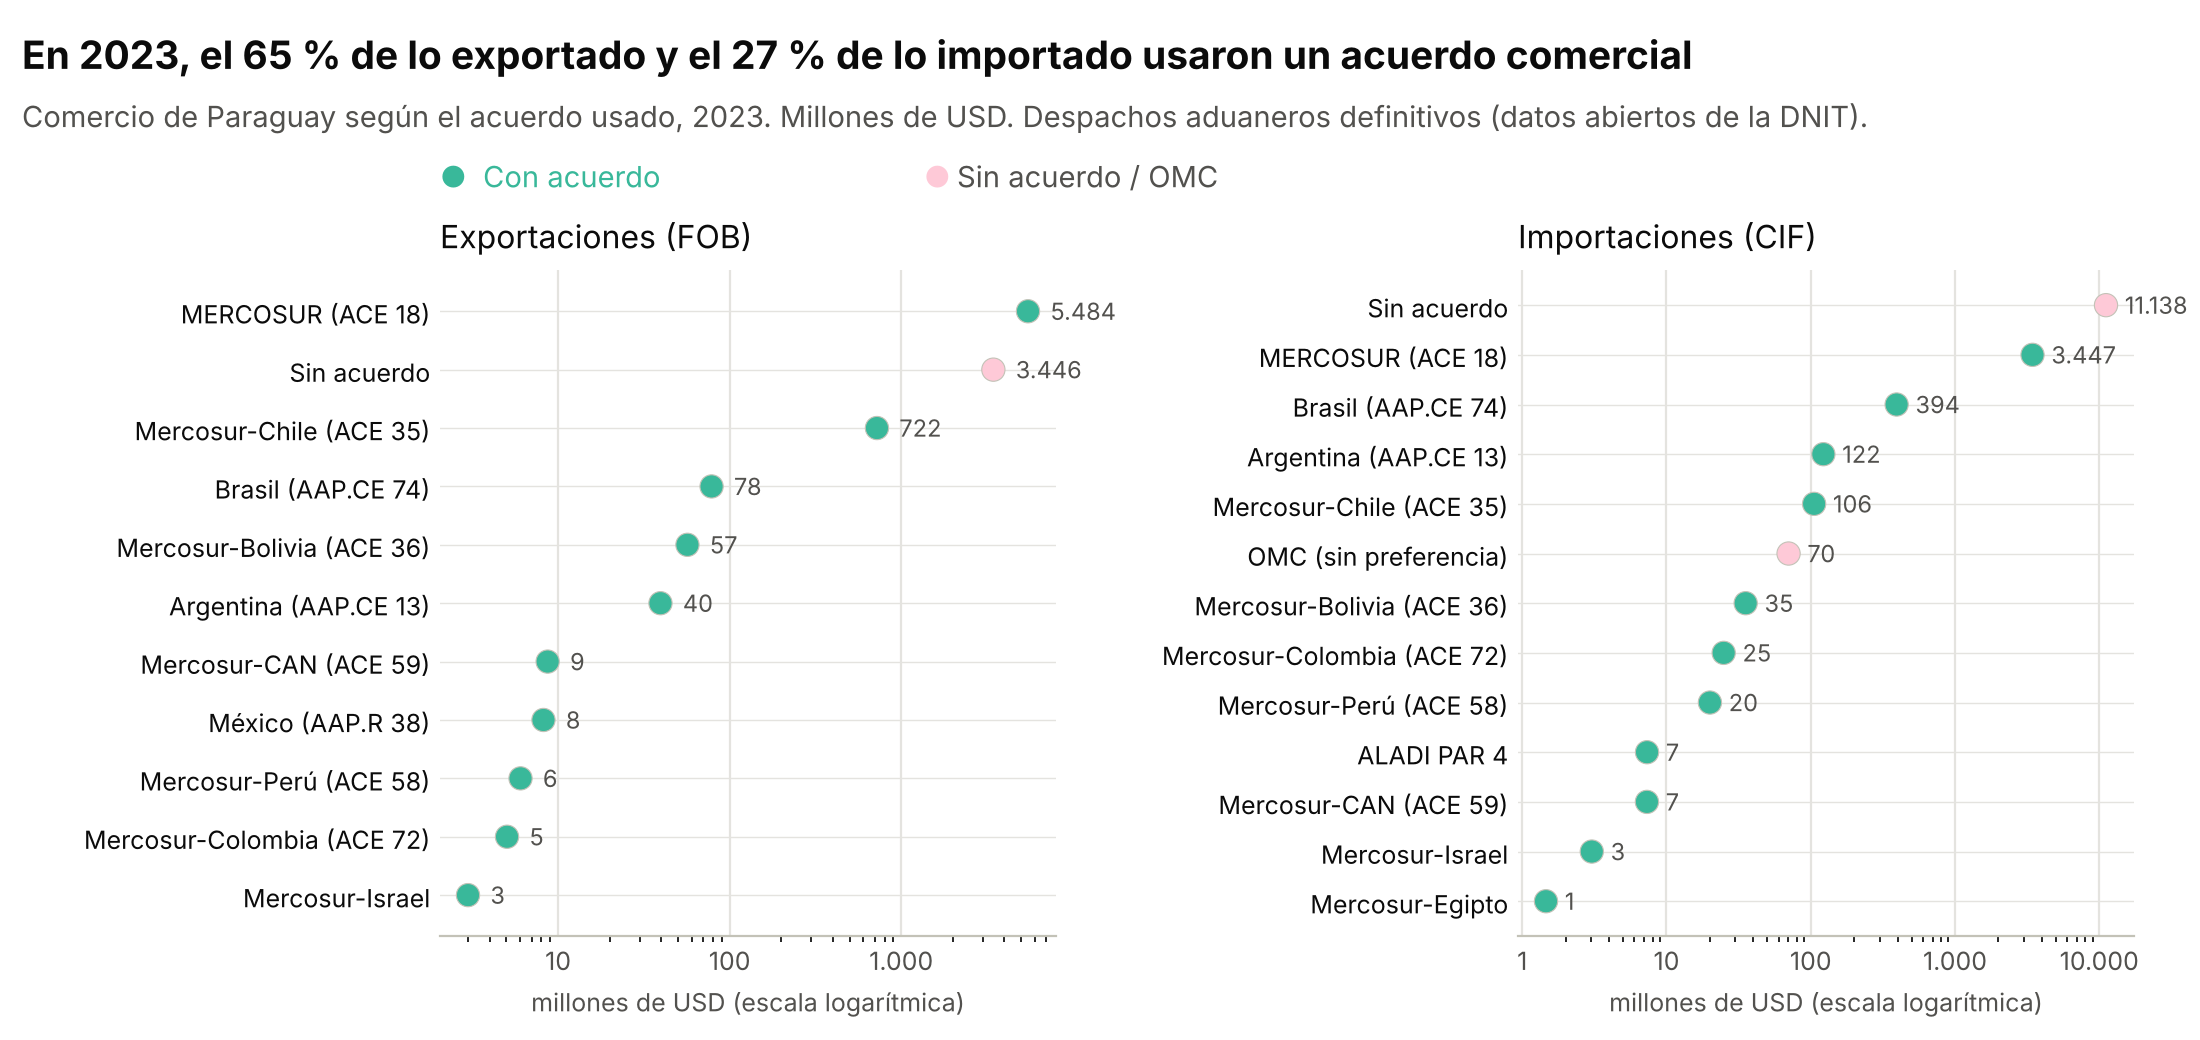 En 2023, el 65 % de lo exportado y el 27 % de lo importado usaron un acuerdo comercial
Comercio de Paraguay según el acuerdo usado, 2023. Millones de USD. Despachos aduaneros definitivos (datos abiertos de la DNIT).
Con acuerdo
Sin acuerdo / OMC
Exportaciones (FOB)
MERCOSUR (ACE 18) 5.484
Sin acuerdo 3.446
Mercosur-Chile (ACE 35) 722
Brasil (AAP.CE 74) 78
Mercosur-Bolivia (ACE 36) 57
Argentina (AAP.CE 13) 40
Mercosur-CAN (ACE 59) 9
México (AAP.R 38) 8
Mercosur-Perú (ACE 58) 6
Mercosur-Colombia (ACE 72) 5
Mercosur-Israel 3
10 100 1.000
millones de USD (escala logarítmica)
Importaciones (CIF)
Sin acuerdo 11.138
MERCOSUR (ACE 18) 3.447
Brasil (AAP.CE 74) 394
Argentina (AAP.CE 13) 122
Mercosur-Chile (ACE 35) 106
OMC (sin preferencia) 70
Mercosur-Bolivia (ACE 36) 35
Mercosur-Colombia (ACE 72) 25
Mercosur-Perú (ACE 58) 20
ALADI PAR 4 7
Mercosur-CAN (ACE 59) 7
Mercosur-Israel 3
Mercosur-Egipto 1
1 10 100 1.000 10.000
millones de USD (escala logarítmica)